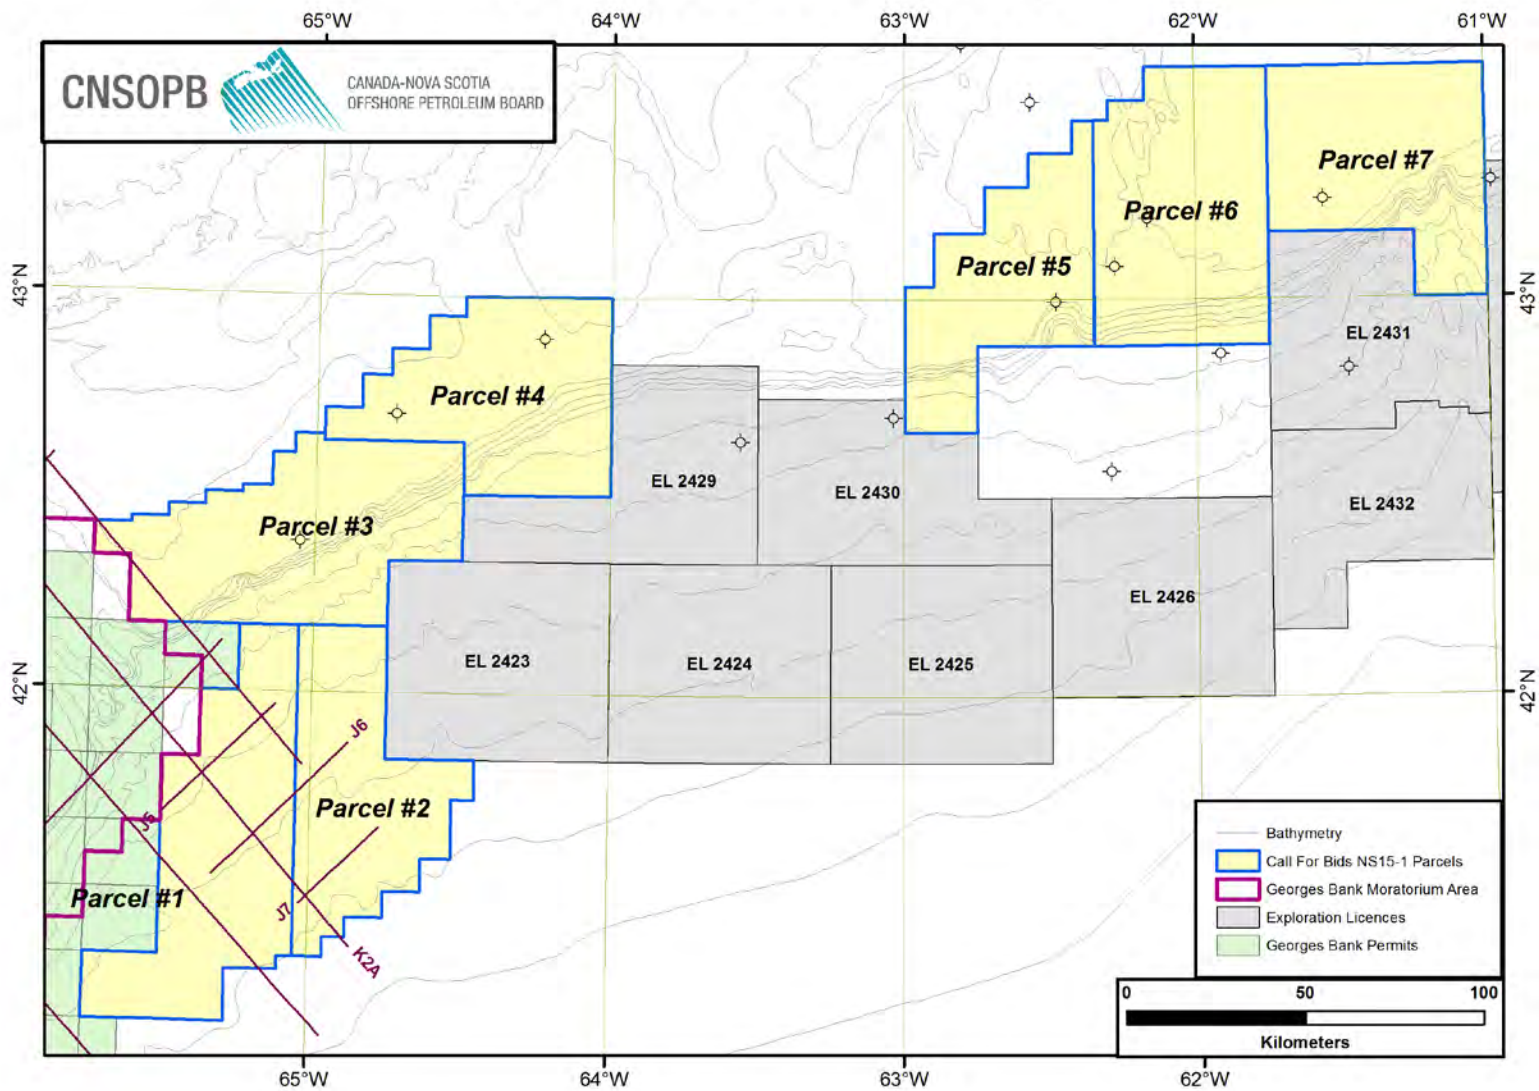 65°W
64°W
63°W
62°W
61°W
CNSOPB
CANADA-NOVA SCOTIA
OFFSHORE PETROLEUM BOARD
Parcel #7
Parcel #6
Parcel #5
43°N
43°N
EL 2431
Parcel #4
EL 2429
EL 2430
EL 2432
Parcel #3
EL 2426
EL 2423
EL 2424
EL 2425
42°N
42°N
J6
Parcel #2
J5
Parcel #1
J7
K2A
Bathymetry
Call For Bids NS15-1 Parcels
Georges Bank Moratorium Area
Exploration Licences
Georges Bank Permits
0
50
100
Kilometers
65°W
64°W
63°W
62°W